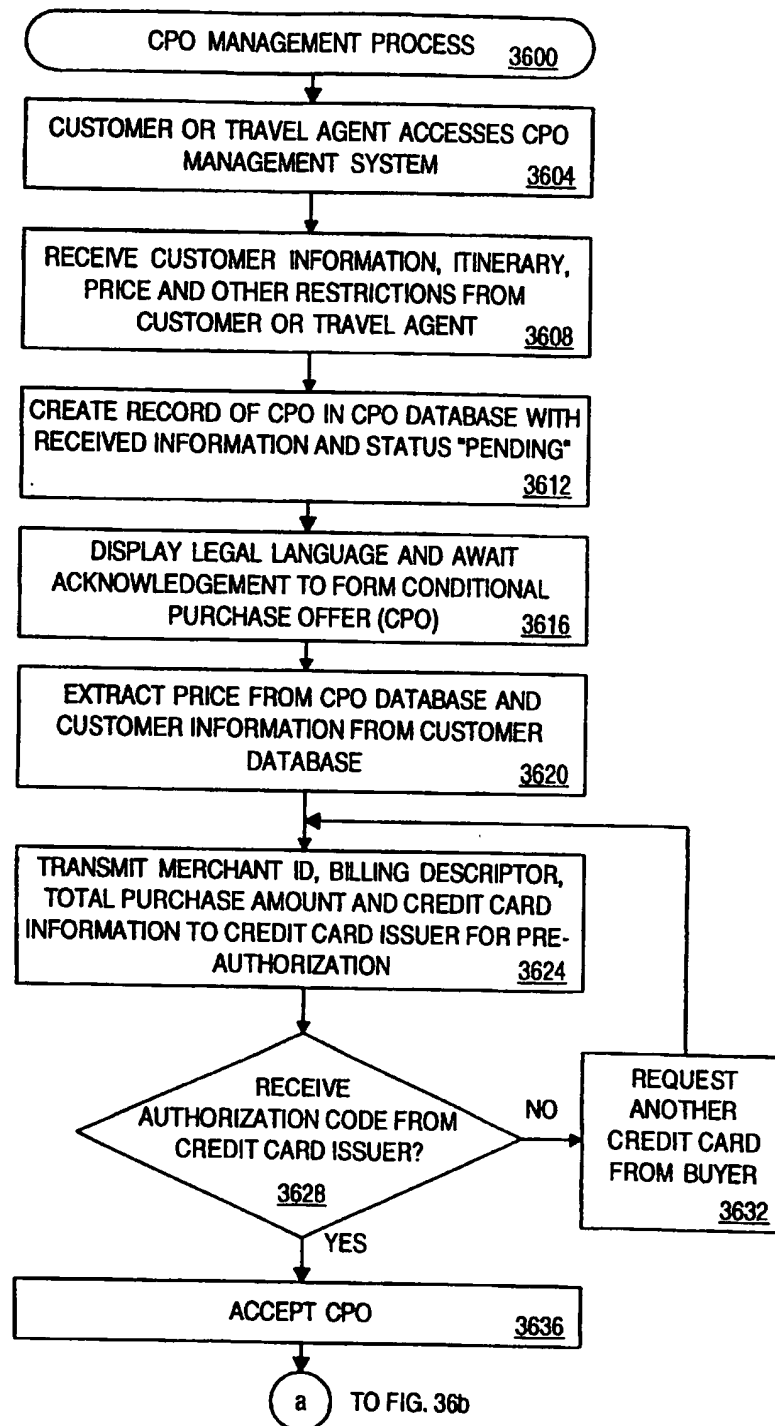 CPO MANAGEMENT PROCESS 3600
CUSTOMER OR TRAVEL AGENT ACCESSES CPO
MANAGEMENT SYSTEM
3604
RECEIVE CUSTOMER INFORMATION, ITINERARY,
PRICE AND OTHER RESTRICTIONS FROM
CUSTOMER OR TRAVEL AGENT
3608
CREATE RECORD OF CPO IN CPO DATABASE WITH
RECEIVED INFORMATION AND STATUS "PENDING"
3612
DISPLAY LEGAL LANGUAGE AND AWAIT
ACKNOWLEDGEMENT TO FORM CONDITIONAL
PURCHASE OFFER (CPO)
3616
EXTRACT PRICE FROM CPO DATABASE AND
CUSTOMER INFORMATION FROM CUSTOMER
DATABASE
3620
TRANSMIT MERCHANT ID, BILLING DESCRIPTOR,
TOTAL PURCHASE AMOUNT AND CREDIT CARD
INFORMATION TO CREDIT CARD ISSUER FOR PRE-
AUTHORIZATION
3624
RECEIVE
AUTHORIZATION CODE FROM
CREDIT CARD ISSUER?
3628
NO
REQUEST
ANOTHER
CREDIT CARD
FROM BUYER
3632
YES
ACCEPT CPO
3636
a TO FIG. 36b